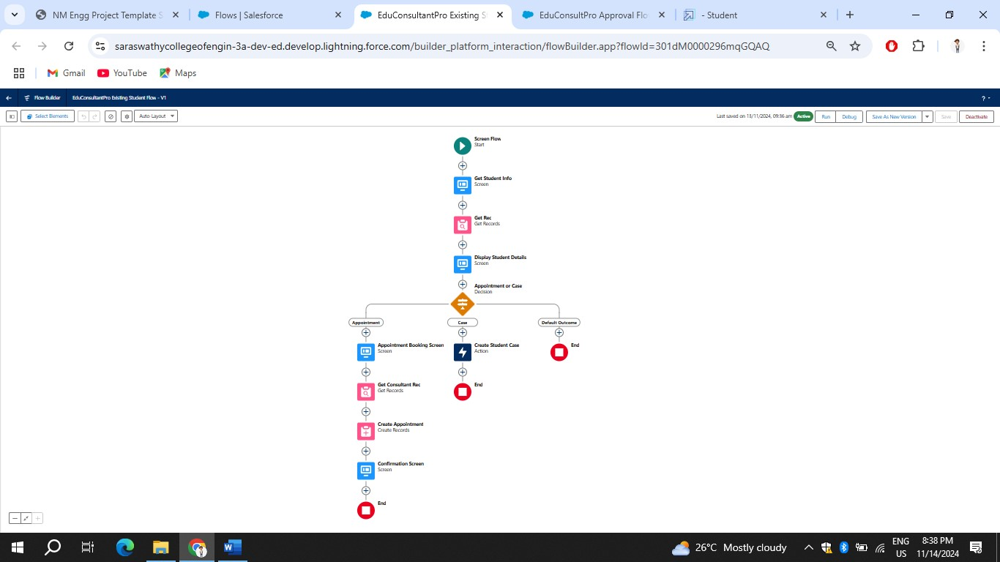 NM Engg Project Template S
Flows | Salesforce
EduConsultantPro Existing S
EduConsultPro Approval Flo
- Student
saraswathycollegeofengin-3a-dev-ed.develop.lightning.force.com/builder_platform_interaction/flowBuilder.app?flowId=301dM0000296mqGQAQ
Gmail
YouTube
Maps
Flow Builder
EduConsultantPro Existing Student Flow - V1
?
Select Elements
Auto-Layout
Last saved on 13/11/2024, 09:36 am
Active
Run
Debug
Save As New Version
Save
Deactivate
Screen Flow
Start
Get Student Info
Screen
Get Rec
Get Records
Display Student Details
Screen
Appointment or Case
Decision
Appointment
Case
Default Outcome
Appointment Booking Screen
Screen
Create Student Case
Action
End
Get Consultant Rec
Get Records
End
Create Appointment
Create Records
Confirmation Screen
Screen
End
26°C Mostly cloudy
ENG
US
8:38 PM
11/14/2024